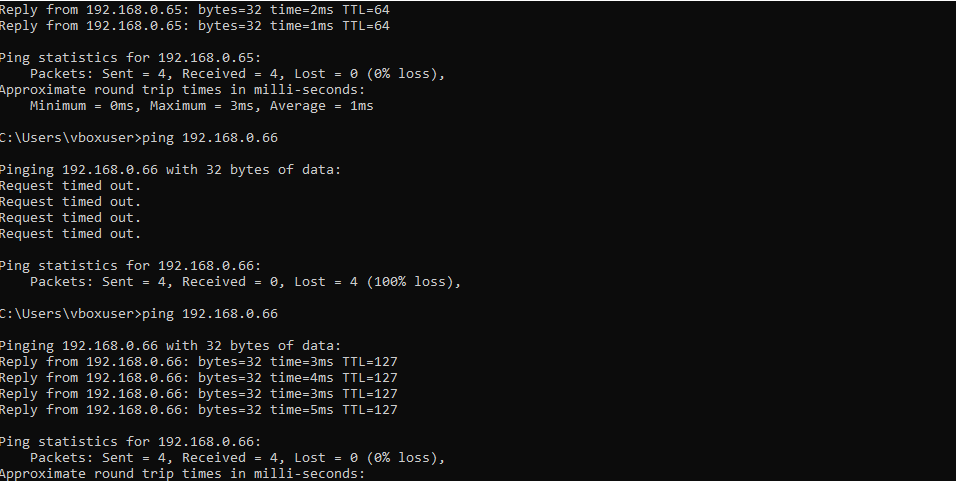 Reply from 192.168.0.65: bytes=32 time=2ms TTL=64
Reply from 192.168.0.65: bytes=32 time=1ms TTL=64

Ping statistics for 192.168.0.65:
    Packets: Sent = 4, Received = 4, Lost = 0 (0% loss),
Approximate round trip times in milli-seconds:
    Minimum = 0ms, Maximum = 3ms, Average = 1ms

C:\Users\vboxuser>ping 192.168.0.66

Pinging 192.168.0.66 with 32 bytes of data:
Request timed out.
Request timed out.
Request timed out.
Request timed out.

Ping statistics for 192.168.0.66:
    Packets: Sent = 4, Received = 0, Lost = 4 (100% loss),

C:\Users\vboxuser>ping 192.168.0.66

Pinging 192.168.0.66 with 32 bytes of data:
Reply from 192.168.0.66: bytes=32 time=3ms TTL=127
Reply from 192.168.0.66: bytes=32 time=4ms TTL=127
Reply from 192.168.0.66: bytes=32 time=3ms TTL=127
Reply from 192.168.0.66: bytes=32 time=5ms TTL=127

Ping statistics for 192.168.0.66:
    Packets: Sent = 4, Received = 4, Lost = 0 (0% loss),
Approximate round trip times in milli-seconds: